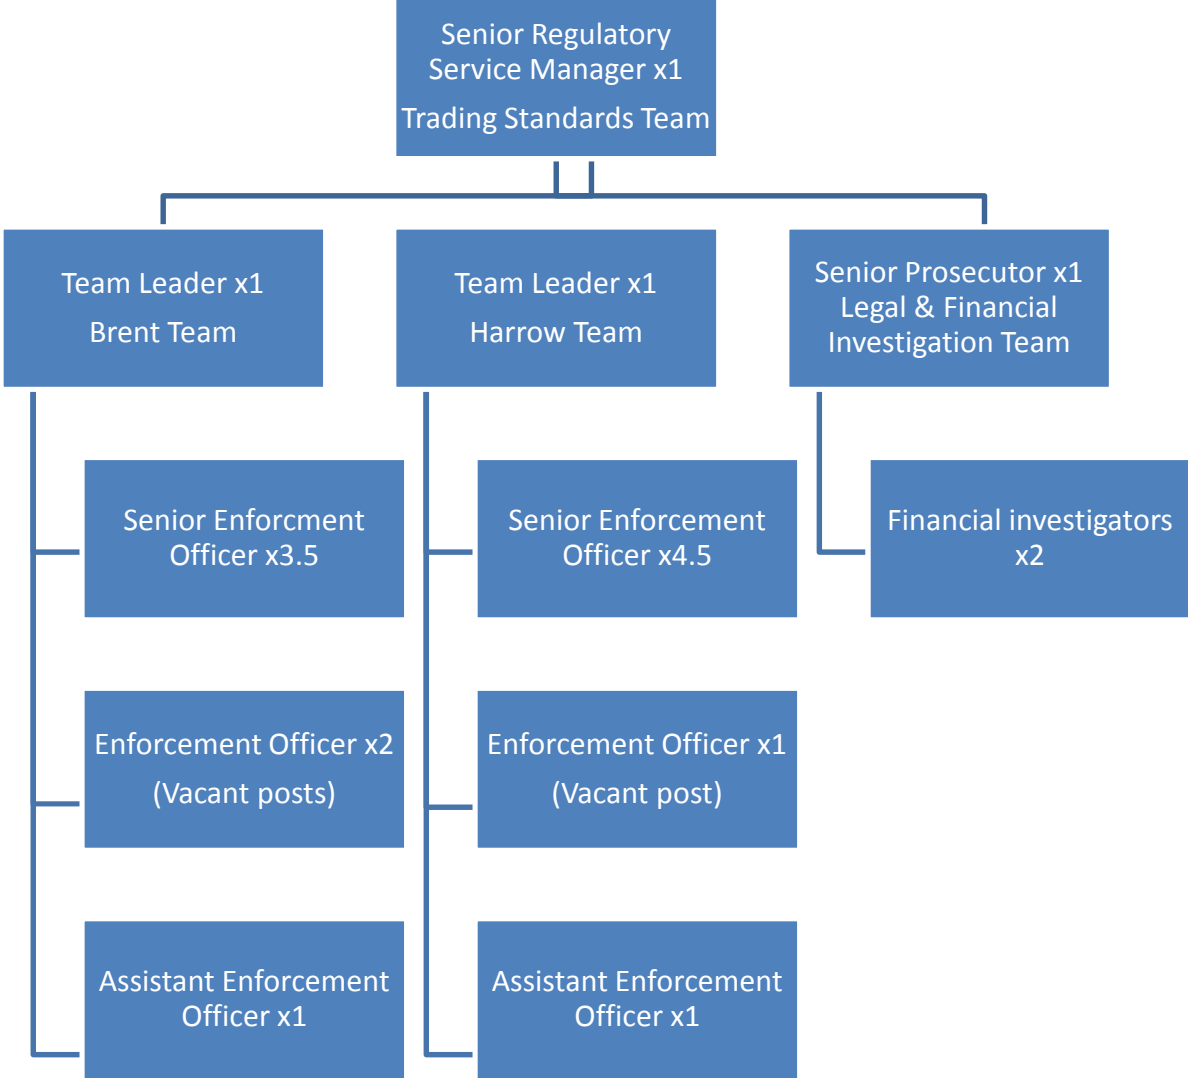 Senior Regulatory
Service Manager x1
Trading Standards Team
Team Leader x1
Brent Team
Team Leader x1
Harrow Team
Senior Prosecutor x1
Legal & Financial
Investigation Team
Senior Enforcment
Officer x3.5
Senior Enforcement
Officer x4.5
Financial investigators
x2
Enforcement Officer x2
(Vacant posts)
Enforcement Officer x1
(Vacant post)
Assistant Enforcement
Officer x1
Assistant Enforcement
Officer x1